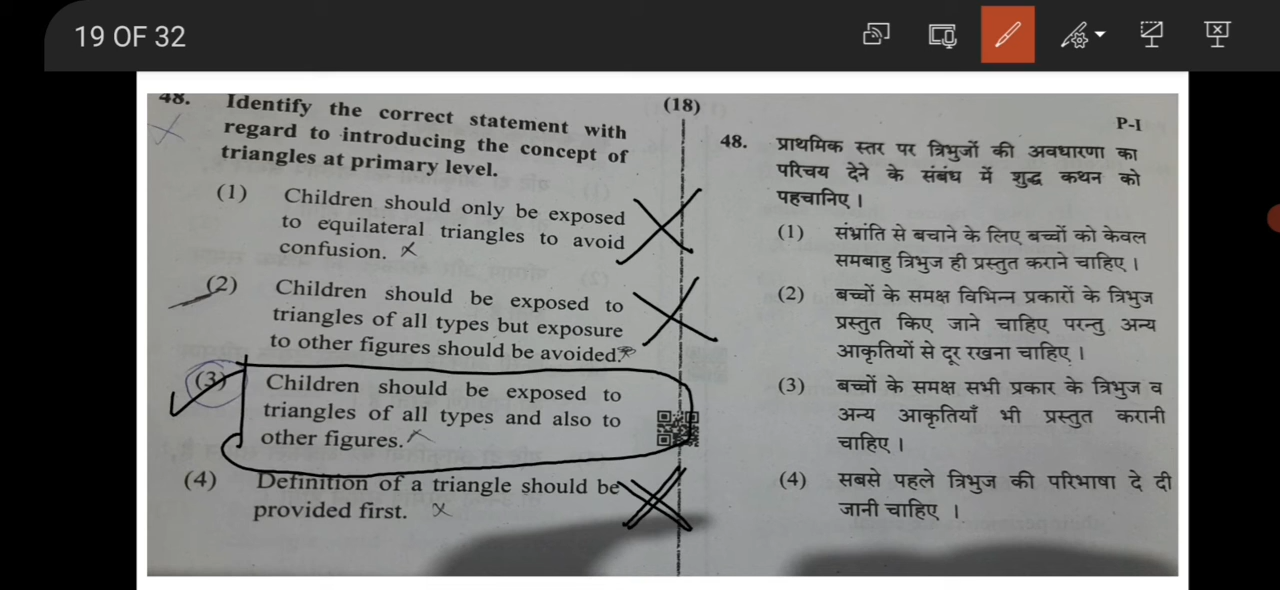 19 OF 32
48. Identify the correct statement with
regard to introducing the concept of
triangles at primary level.
(1) Children should only be exposed
to equilateral triangles to avoid
confusion.
(2) Children should be exposed to
triangles of all types but exposure
to other figures should be avoided.
(3) Children should be exposed to
triangles of all types and also to
other figures.
(4) Definition of a triangle should be
provided first.
(18)
P-I
48. प्राथमिक स्तर पर त्रिभुजों की अवधारणा का
परिचय देने के संबंध में शुद्ध कथन को
पहचानिए ।
(1) संभ्रांति से बचाने के लिए बच्चों को केवल
समबाहु त्रिभुज ही प्रस्तुत कराने चाहिए ।
(2) बच्चों के समक्ष विभिन्न प्रकारों के त्रिभुज
प्रस्तुत किए जाने चाहिए परन्तु अन्य
आकृतियों से दूर रखना चाहिए ।
(3) बच्चों के समक्ष सभी प्रकार के त्रिभुज व
अन्य आकृतियाँ भी प्रस्तुत करानी
चाहिए ।
(4) सबसे पहले त्रिभुज की परिभाषा दे दी
जानी चाहिए ।